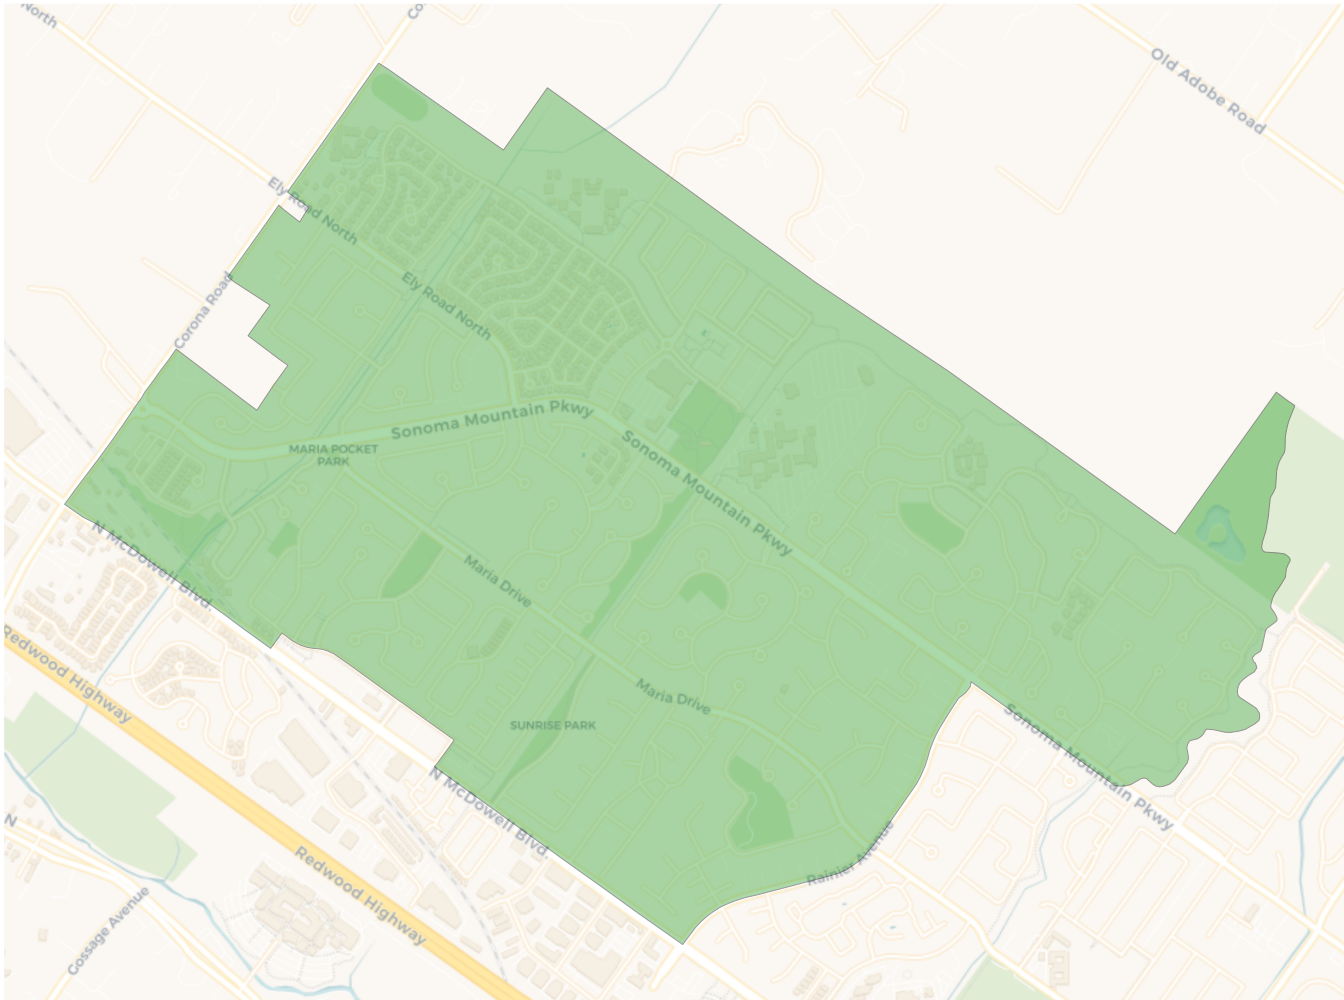 North
Co
Old Adobe Road
Ely Road North
Ely Road North
Corona Road
Sonoma Mountain Pkwy
MARIA POCKET
PARK
Sonoma Mountain Pkwy
N McDowell Blvd.
Maria Drive
Redwood Highway
Maria Drive
SUNRISE PARK
Sonoma Mountain Pkwy
N McDowell Blvd.
Rainier Avenue
N
Redwood Highway
Cossage Avenue